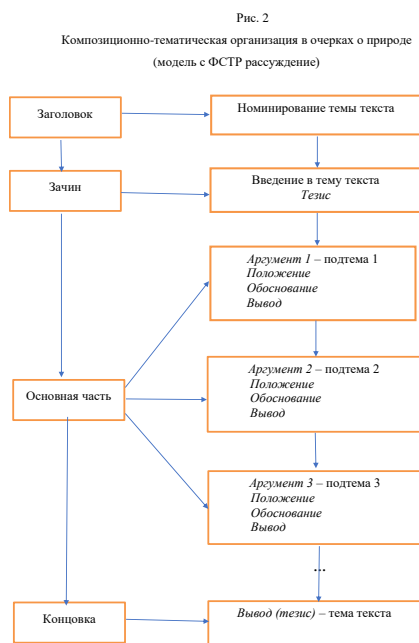 Рис. 2
Композиционно-тематическая организация в очерках о природе
(модель с ФСТР рассуждение)
Заголовок
Номинирование темы текста
Зачин
Введение в тему текста
Тезис
Аргумент 1 – подтема 1
Положение
Обоснование
Вывод
Основная часть
Аргумент 2 – подтема 2
Положение
Обоснование
Вывод
Аргумент 3 – подтема 3
Положение
Обоснование
Вывод
...
Концовка
Вывод (тезис) – тема текста